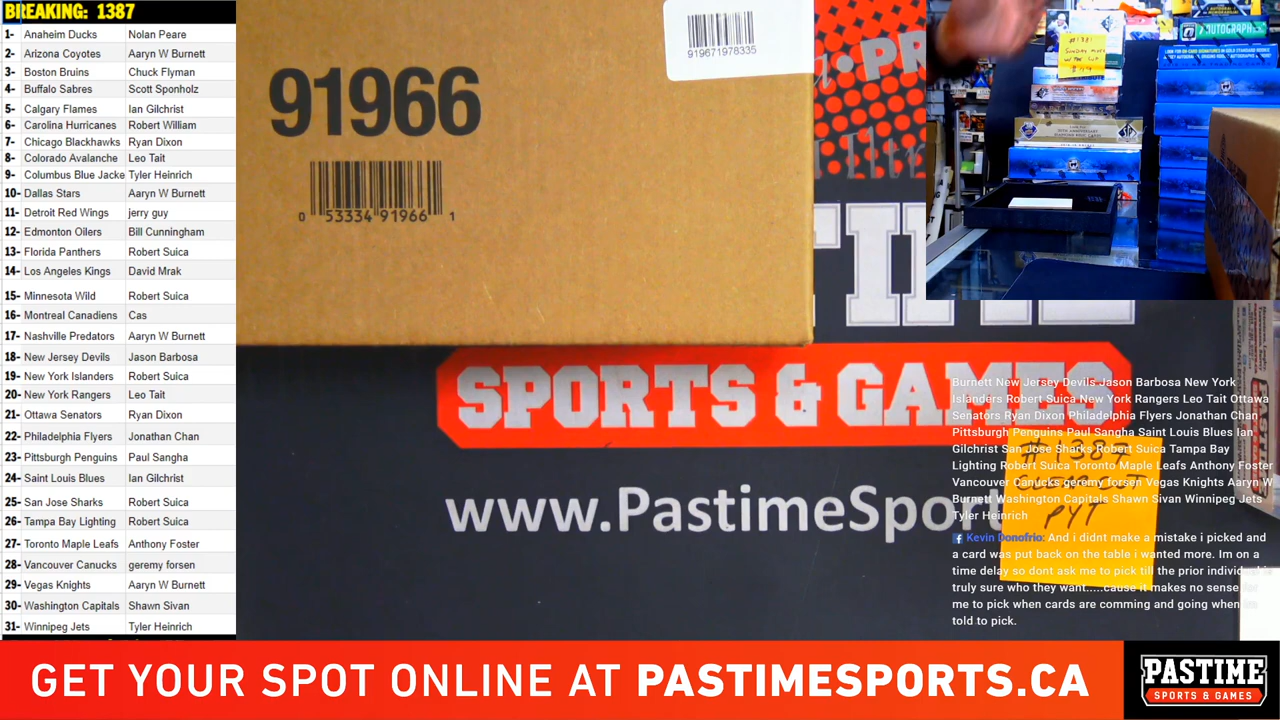 BREAKING: 1387
1- Anaheim Ducks Nolan Peare
2- Arizona Coyotes Aaryn W Burnett
3- Boston Bruins Chuck Flyman
4- Buffalo Sabres Scott Sponholz
5- Calgary Flames Ian Gilchrist
6- Carolina Hurricanes Robert William
7- Chicago Blackhawks Ryan Dixon
8- Colorado Avalanche Leo Tait
9- Columbus Blue Jacke Tyler Heinrich
10- Dallas Stars Aaryn W Burnett
11- Detroit Red Wings jerry guy
12- Edmonton Oilers Bill Cunningham
13- Florida Panthers Robert Suica
14- Los Angeles Kings David Mrak
15- Minnesota Wild Robert Suica
16- Montreal Canadiens Cas
17- Nashville Predators Aaryn W Burnett
18- New Jersey Devils Jason Barbosa
19- New York Islanders Robert Suica
20- New York Rangers Leo Tait
21- Ottawa Senators Ryan Dixon
22- Philadelphia Flyers Jonathan Chan
23- Pittsburgh Penguins Paul Sangha
24- Saint Louis Blues Ian Gilchrist
25- San Jose Sharks Robert Suica
26- Tampa Bay Lighting Robert Suica
27- Toronto Maple Leafs Anthony Foster
28- Vancouver Canucks geremy forsen
29- Vegas Knights Aaryn W Burnett
30- Washington Capitals Shawn Sivan
31- Winnipeg Jets Tyler Heinrich
919671978335
91966
0 53334 91966 1
SPORTS & GAMES
www.PastimeSpo
#1387
PYT
AUTOGRAPH
#1381
Burnett New Jersey Devils Jason Barbosa New York
Islanders Robert Suica New York Rangers Leo Tait Ottawa
Senators Ryan Dixon Philadelphia Flyers Jonathan Chan
Pittsburgh Penguins Paul Sangha Saint Louis Blues Ian
Gilchrist San Jose Sharks Robert Suica Tampa Bay
Lighting Robert Suica Toronto Maple Leafs Anthony Foster
Vancouver Canucks geremy forsen Vegas Knights Aaryn W
Burnett Washington Capitals Shawn Sivan Winnipeg Jets
Tyler Heinrich
Kevin Donofrio: And i didnt make a mistake i picked and
a card was put back on the table i wanted more. Im on a
time delay so dont ask me to pick till the prior individual is
truly sure who they want.....cause it makes no sense for
me to pick when cards are comming and going when im
told to pick.
GET YOUR SPOT ONLINE AT PASTIMESPORTS.CA
PASTIME
SPORTS & GAMES